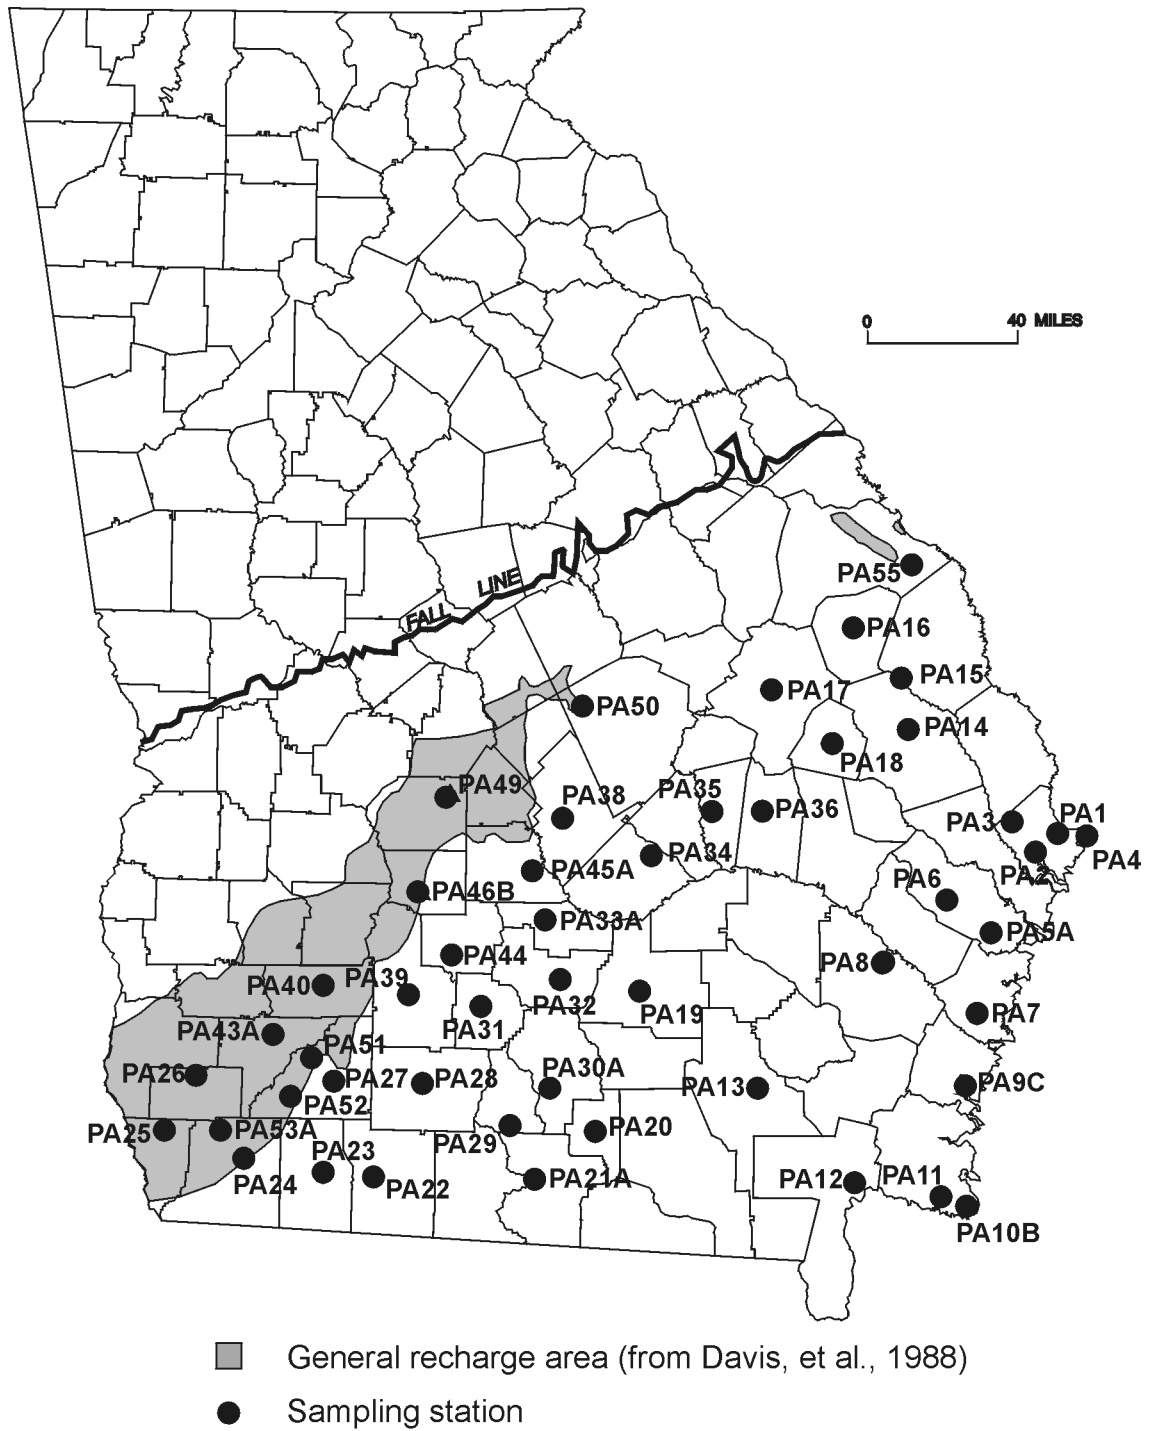 0 40 MILES
FALL LINE
PA55
PA16
PA15
PA17
PA50
PA14
PA18
PA49
PA38
PA35
PA36
PA3
PA1
PA4
PA34
PA2
PA45A
PA6
PA46B
PA33A
PA5A
PA44
PA8
PA40
PA39
PA32
PA19
PA7
PA31
PA43A
PA51
PA26
PA27
PA28
PA30A
PA13
PA9C
PA52
PA25
PA53A
PA29
PA20
PA23
PA24
PA22
PA21A
PA12
PA11
PA10B
General recharge area (from Davis, et al., 1988)
Sampling station